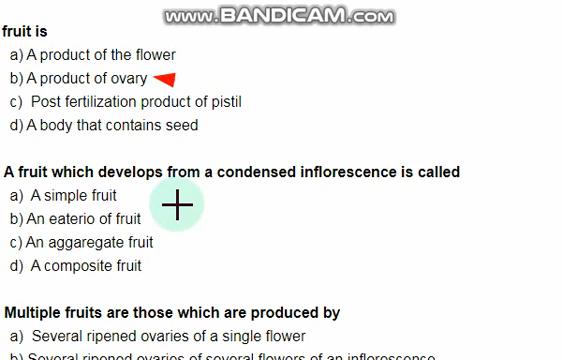 www.BANDICAM.com
fruit is
a) A product of the flower
b) A product of ovary
c) Post fertilization product of pistil
d) A body that contains seed
A fruit which develops from a condensed inflorescence is called
a) A simple fruit
b) An eaterio of fruit
c) An aggaregate fruit
d) A composite fruit
Multiple fruits are those which are produced by
a) Several ripened ovaries of a single flower
b) Several ripened ovaries of several flowers of an inflorescence